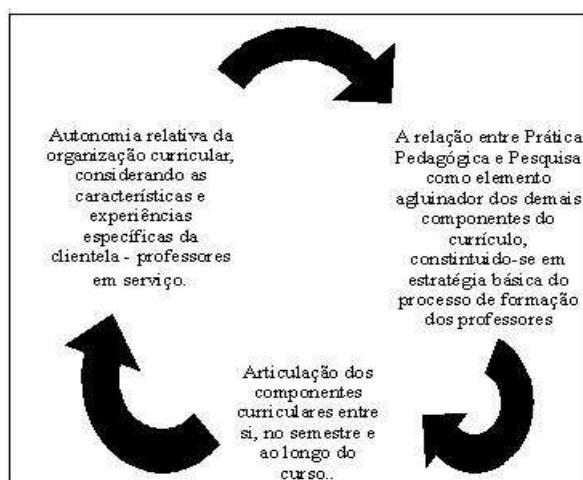 Autonomia relativa da
organização curricular,
considerando as
características e
experiências
específicas da
clientela - professores
em serviço.
A relação entre Prática
Pedagógica e Pesquisa
como elemento
agluinador dos demais
componentes do
currículo,
constintuido-se em
estratégia básica do
processo de formação
dos professores
Articulação dos
componentes
curriculares entre
si, no semestre e
ao longo do
curso..